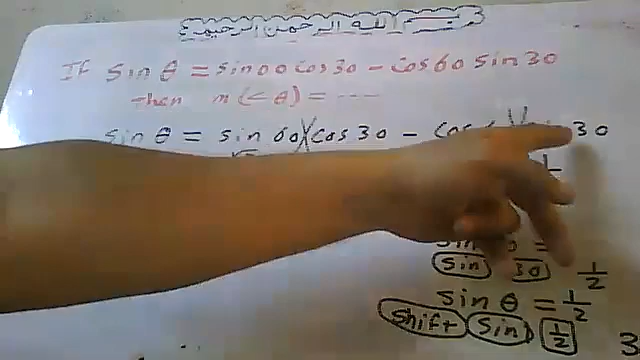 بسم الله الرحمن الرحيم
If sin θ = sin 60 cos 30 - cos 60 sin 30
then m(<θ) = ----
sin θ = sin 60 × cos 30 - 30
sin 30
1/2
sin θ = 1/2
shift sin 1/2
3